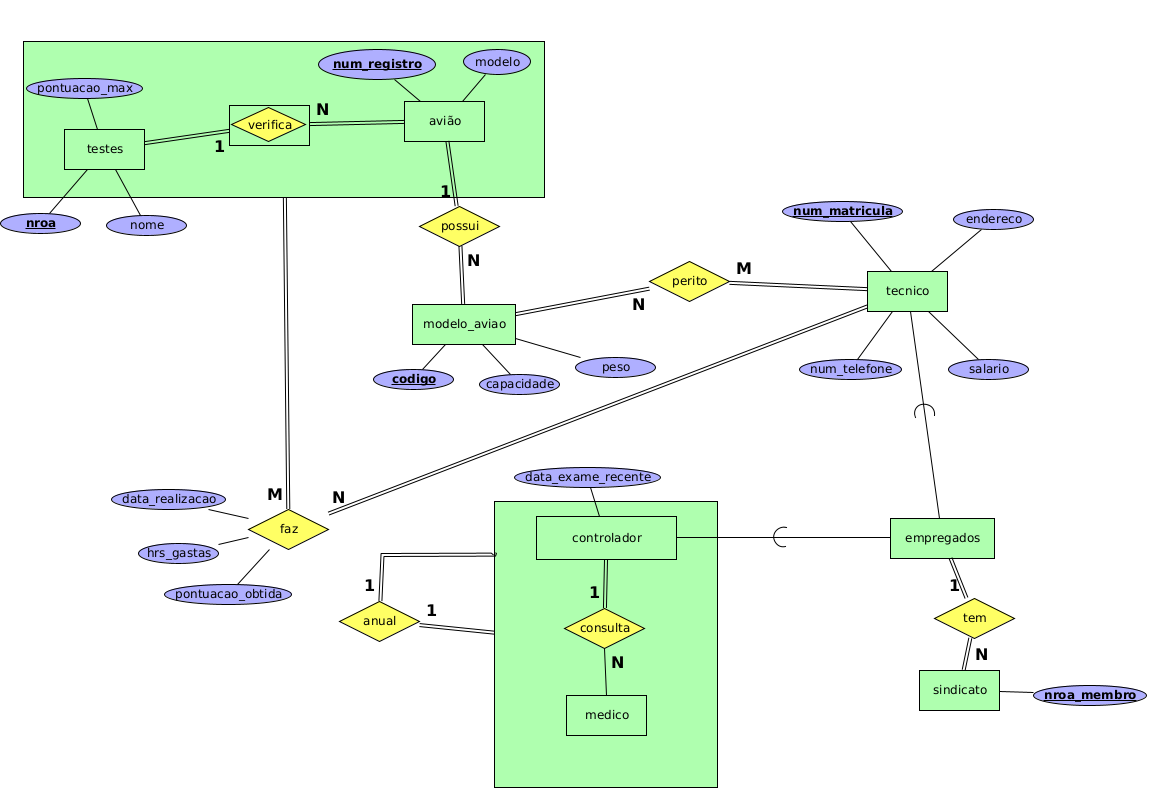 num_registro
modelo
pontuacao_max
N
verifica
avião
testes
1
1
nroa
nome
possui
N
num_matricula
endereco
M
perito
tecnico
N
modelo_aviao
codigo
capacidade
peso
num_telefone
salario
data_exame_recente
data_realizacao
M
N
faz
controlador
empregados
hrs_gastas
pontuacao_obtida
1
1
1
1
anual
consulta
tem
N
N
sindicato
nroa_membro
medico